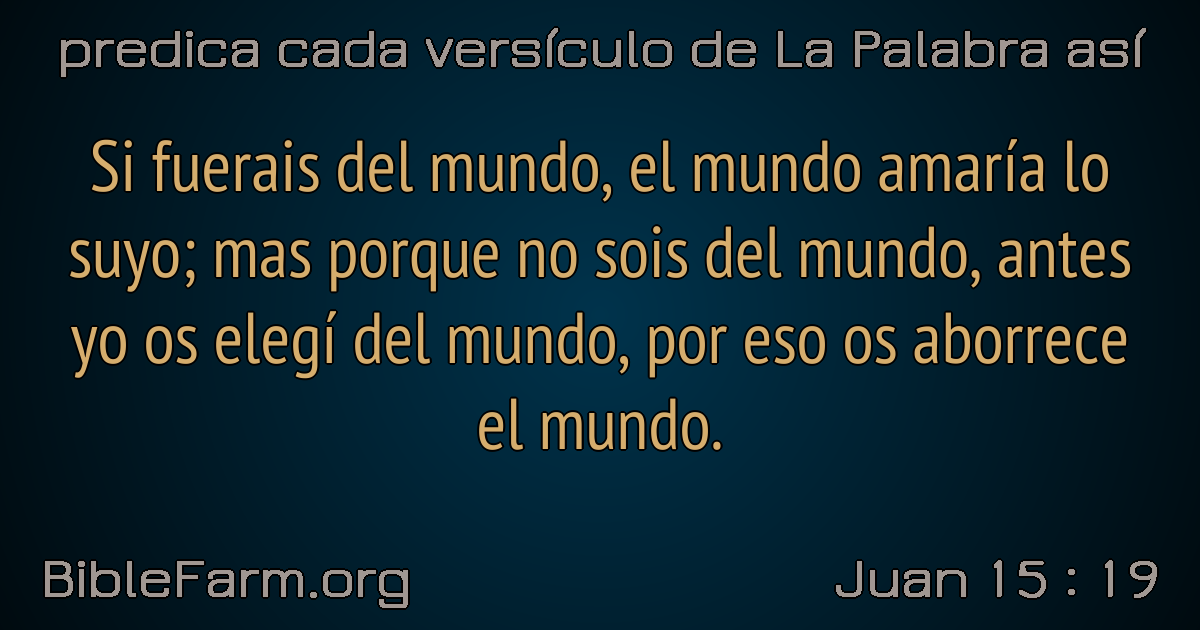 predica cada versículo de La Palabra así
Si fuerais del mundo, el mundo amaría lo
suyo; mas porque no sois del mundo, antes
yo os elegí del mundo, por eso os aborrece
el mundo.
BibleFarm.org
Juan 15 : 19